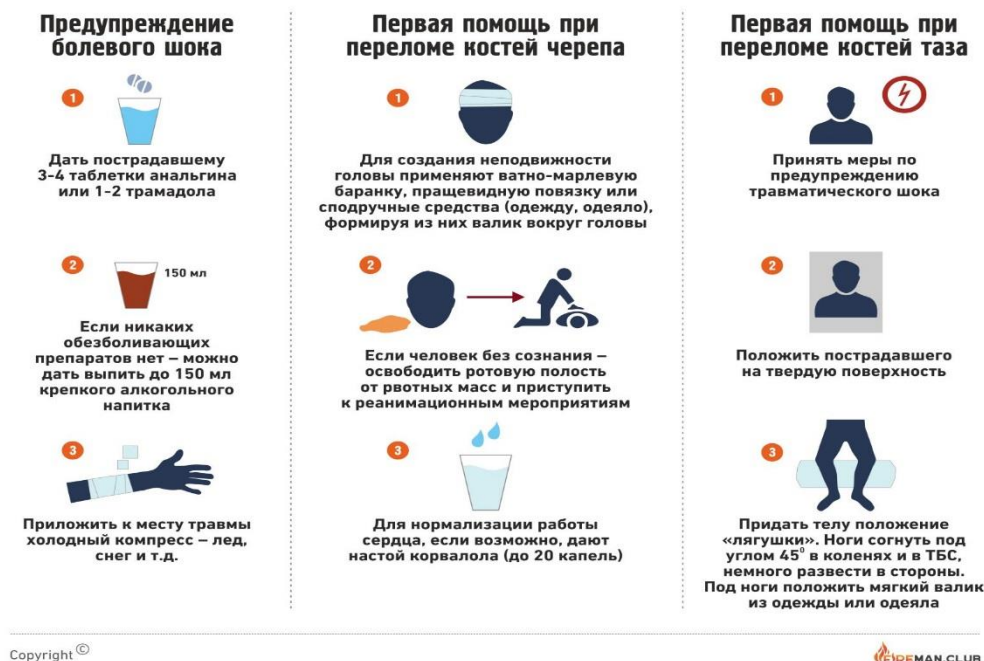 Предупреждение
болевого шока
1
Дать пострадавшему
3-4 таблетки анальгина
или 1-2 трамадола
2
150 мл
Если никаких
обезболивающих
препаратов нет – можно
дать выпить до 150 мл
крепкого алкогольного
напитка
3
Приложить к месту травмы
холодный компресс – лед,
снег и т.д.
Первая помощь при
переломе костей черепа
1
Для создания неподвижности
головы применяют ватно-марлевую
баранку, пращевидную повязку или
сподручные средства (одежду, одеяло),
формируя из них валик вокруг головы
2
Если человек без сознания –
освободить ротовую полость
от рвотных масс и приступить
к реанимационным мероприятиям
3
Для нормализации работы
сердца, если возможно, дают
настой корвалола (до 20 капель)
Первая помощь при
переломе костей таза
1
Принять меры по
предупреждению
травматического шока
2
Положить пострадавшего
на твердую поверхность
3
Придать телу положение
«лягушки». Ноги согнуть под
углом 45⁰ в коленях и в ТБС,
немного развести в стороны.
Под ноги положить мягкий валик
из одежды или одеяла
Copyright ©
FIREMAN.CLUB